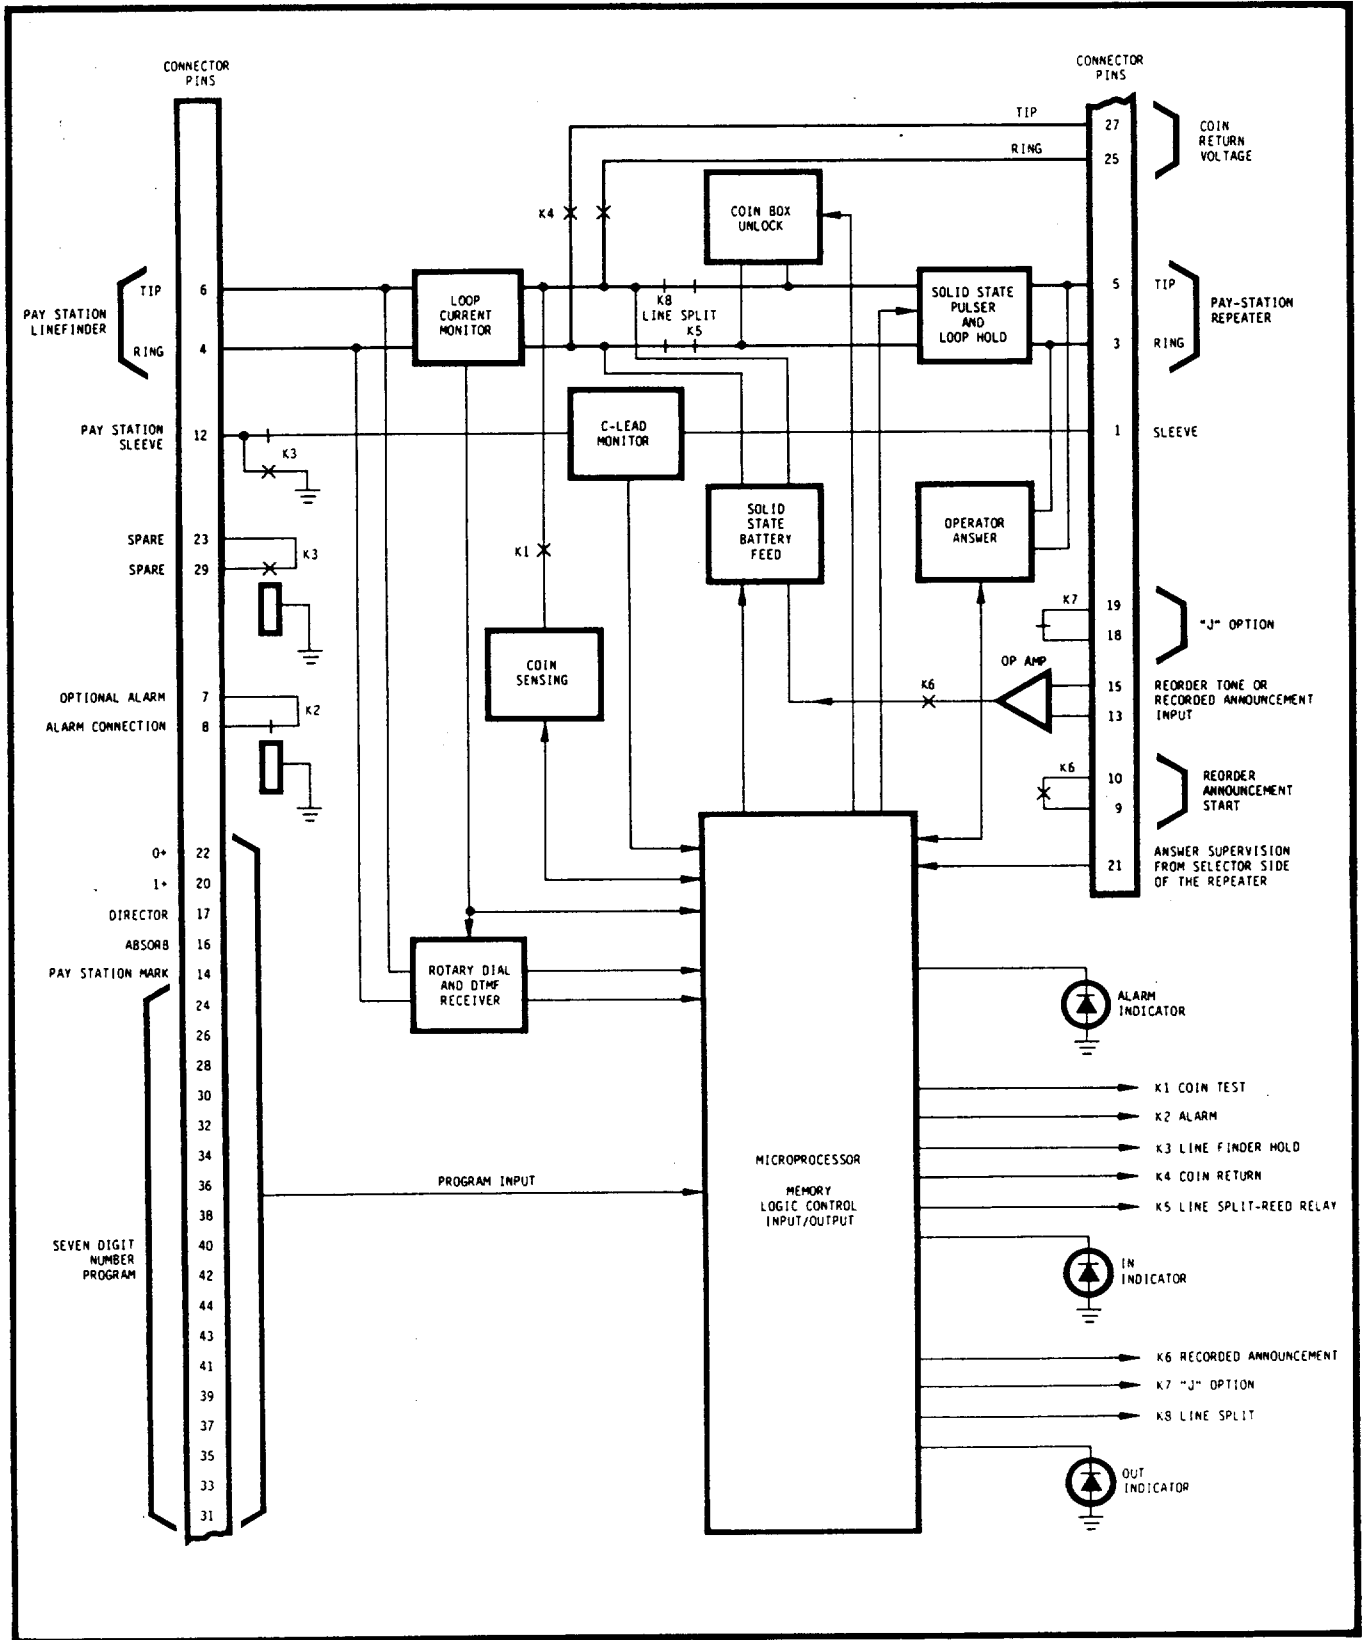 CONNECTOR
PINS
CONNECTOR
PINS
TIP
27
RING
25
COIN
RETURN
VOLTAGE
K4
COIN BOX
UNLOCK
PAY STATION
LINEFINDER
TIP
6
RING
4
LOOP
CURRENT
MONITOR
K8
LINE SPLIT
K5
SOLID STATE
PULSER
AND
LOOP HOLD
5
TIP
3
RING
PAY-STATION
REPEATER
PAY STATION
SLEEVE
12
K3
C-LEAD
MONITOR
1
SLEEVE
SPARE
23
SPARE
29
K3
K1
SOLID
STATE
BATTERY
FEED
OPERATOR
ANSWER
K7
19
18
"J" OPTION
COIN
SENSING
OPTIONAL ALARM
7
ALARM CONNECTION
8
K2
K6
OP AMP
15
13
REORDER TONE OR
RECORDED ANNOUNCEMENT
INPUT
K6
10
9
REORDER
ANNOUNCEMENT
START
21
ANSWER SUPERVISION
FROM SELECTOR SIDE
OF THE REPEATER
0+
22
1+
20
DIRECTOR
17
ABSORB
16
PAY STATION MARK
14
24
26
28
30
32
34
36
38
40
42
44
43
41
39
37
35
33
31
SEVEN DIGIT
NUMBER
PROGRAM
ROTARY DIAL
AND DTMF
RECEIVER
PROGRAM INPUT
MICROPROCESSOR
MEMORY
LOGIC CONTROL
INPUT/OUTPUT
ALARM
INDICATOR
K1 COIN TEST
K2 ALARM
K3 LINE FINDER HOLD
K4 COIN RETURN
K5 LINE SPLIT-REED RELAY
IN
INDICATOR
K6 RECORDED ANNOUNCEMENT
K7 "J" OPTION
K8 LINE SPLIT
OUT
INDICATOR